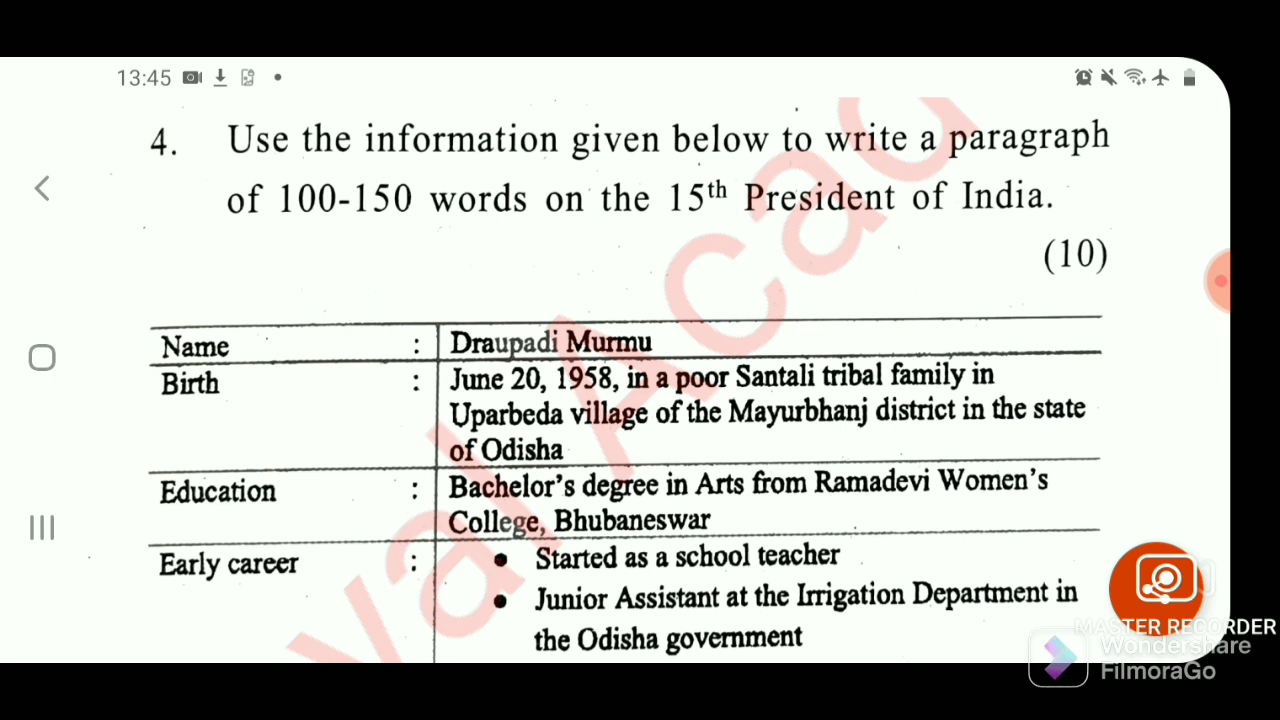 13:45
4. Use the information given below to write a paragraph
of 100-150 words on the 15th President of India.
(10)
Name : Draupadi Murmu
Birth : June 20, 1958, in a poor Santali tribal family in
Uparbeda village of the Mayurbhanj district in the state
of Odisha
Education : Bachelor's degree in Arts from Ramadevi Women's
College, Bhubaneswar
Early career : • Started as a school teacher
• Junior Assistant at the Irrigation Department in
the Odisha government
val Acad
MASTER RECORDER
Wondershare
FilmoraGo